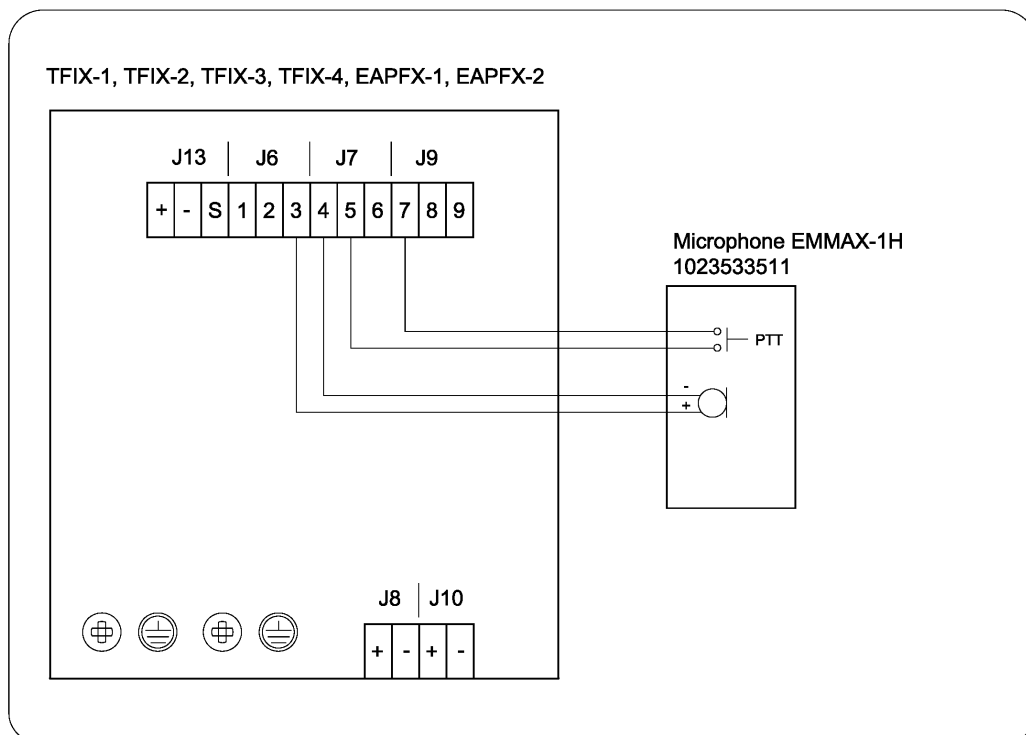 TFIX-1, TFIX-2, TFIX-3, TFIX-4, EAPFX-1, EAPFX-2
J13 J6 J7 J9
+ - S 1 2 3 4 5 6 7 8 9
Microphone EMMAX-1H
1023533511
PTT
-
+
J8 J10
+ - + -